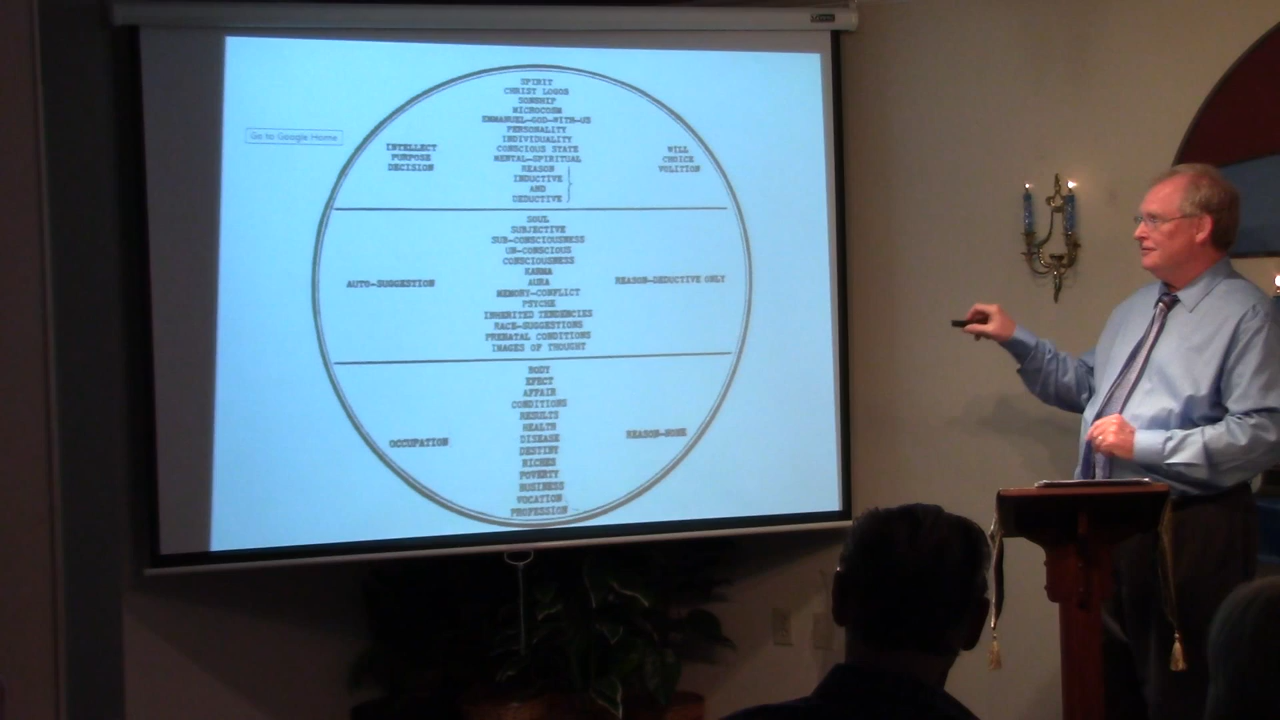 Go to Google Home
SPIRIT
CHRIST LOGOS
SONSHIP
MICROCOSM
EMMANUEL-GOD-WITH-US
PERSONALITY
INDIVIDUALITY
CONSCIOUS STATE
MENTAL-SPIRITUAL
REASON
INDUCTIVE
AND
DEDUCTIVE
INTELLECT
PURPOSE
DECISION
WILL
CHOICE
VOLITION
SOUL
SUBJECTIVE
SUB-CONSCIOUSNESS
UN-CONSCIOUS
CONSCIOUSNESS
KARMA
AURA
MEMORY-CONFLICT
PSYCHE
INHERITED TENDENCIES
RACE-SUGGESTIONS
PRENATAL CONDITIONS
IMAGES OF THOUGHT
AUTO-SUGGESTION
REASON-DEDUCTIVE ONLY
BODY
EFECT
AFFAIR
CONDITIONS
RESULTS
HEALTH
DISEASE
DESTINY
RICHES
POVERTY
BUSINESS
VOCATION
PROFESSION
OCCUPATION
REASON-NONE